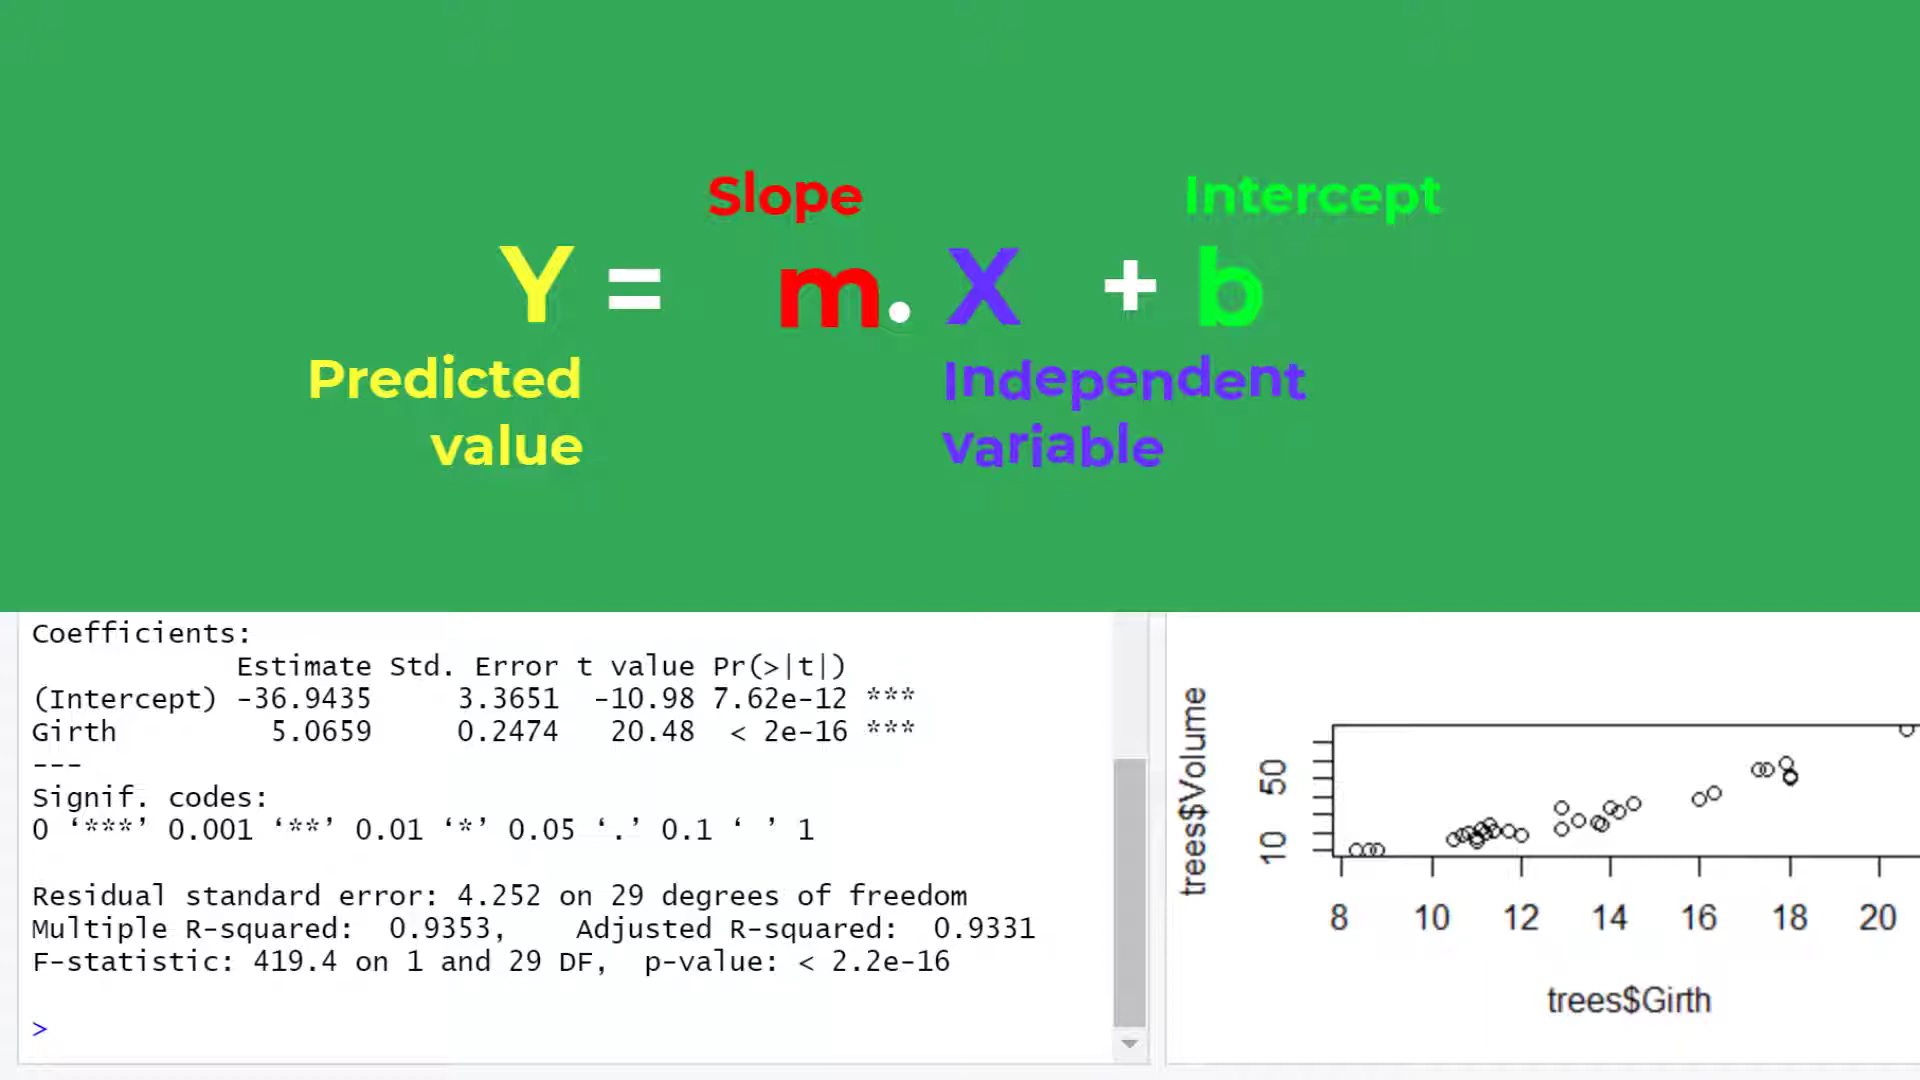 Slope Intercept
Y = m . X + b
Predicted Independent
value variable
Coefficients:
Estimate Std. Error t value Pr(>|t|)
(Intercept) -36.9435 3.3651 -10.98 7.62e-12 ***
Girth 5.0659 0.2474 20.48 < 2e-16 ***
---
Signif. codes:
0 ‘***’ 0.001 ‘**’ 0.01 ‘*’ 0.05 ‘.’ 0.1 ‘ ’ 1
Residual standard error: 4.252 on 29 degrees of freedom
Multiple R-squared: 0.9353, Adjusted R-squared: 0.9331
F-statistic: 419.4 on 1 and 29 DF, p-value: < 2.2e-16
>
trees$Volume
50
10
8 10 12 14 16 18 20
trees$Girth